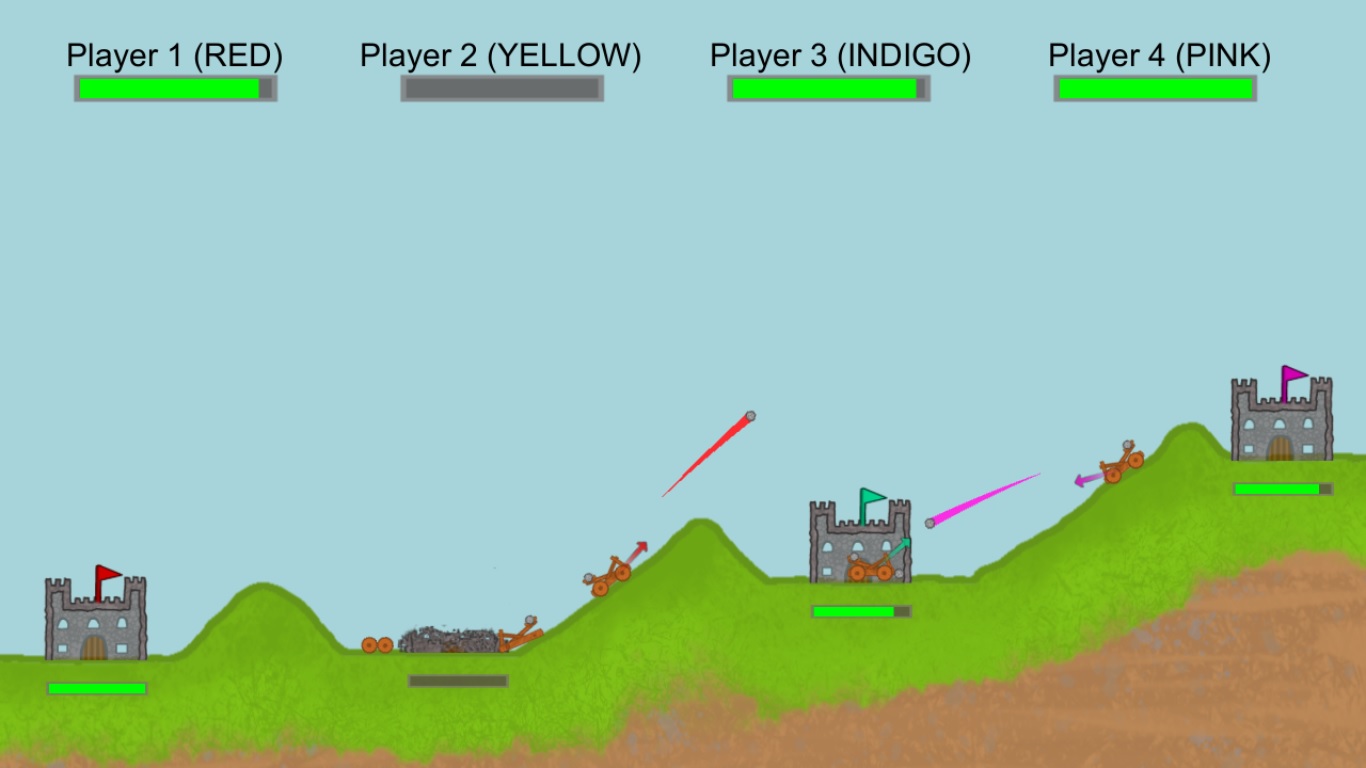 Player 1 (RED)
Player 2 (YELLOW)
Player 3 (INDIGO)
Player 4 (PINK)